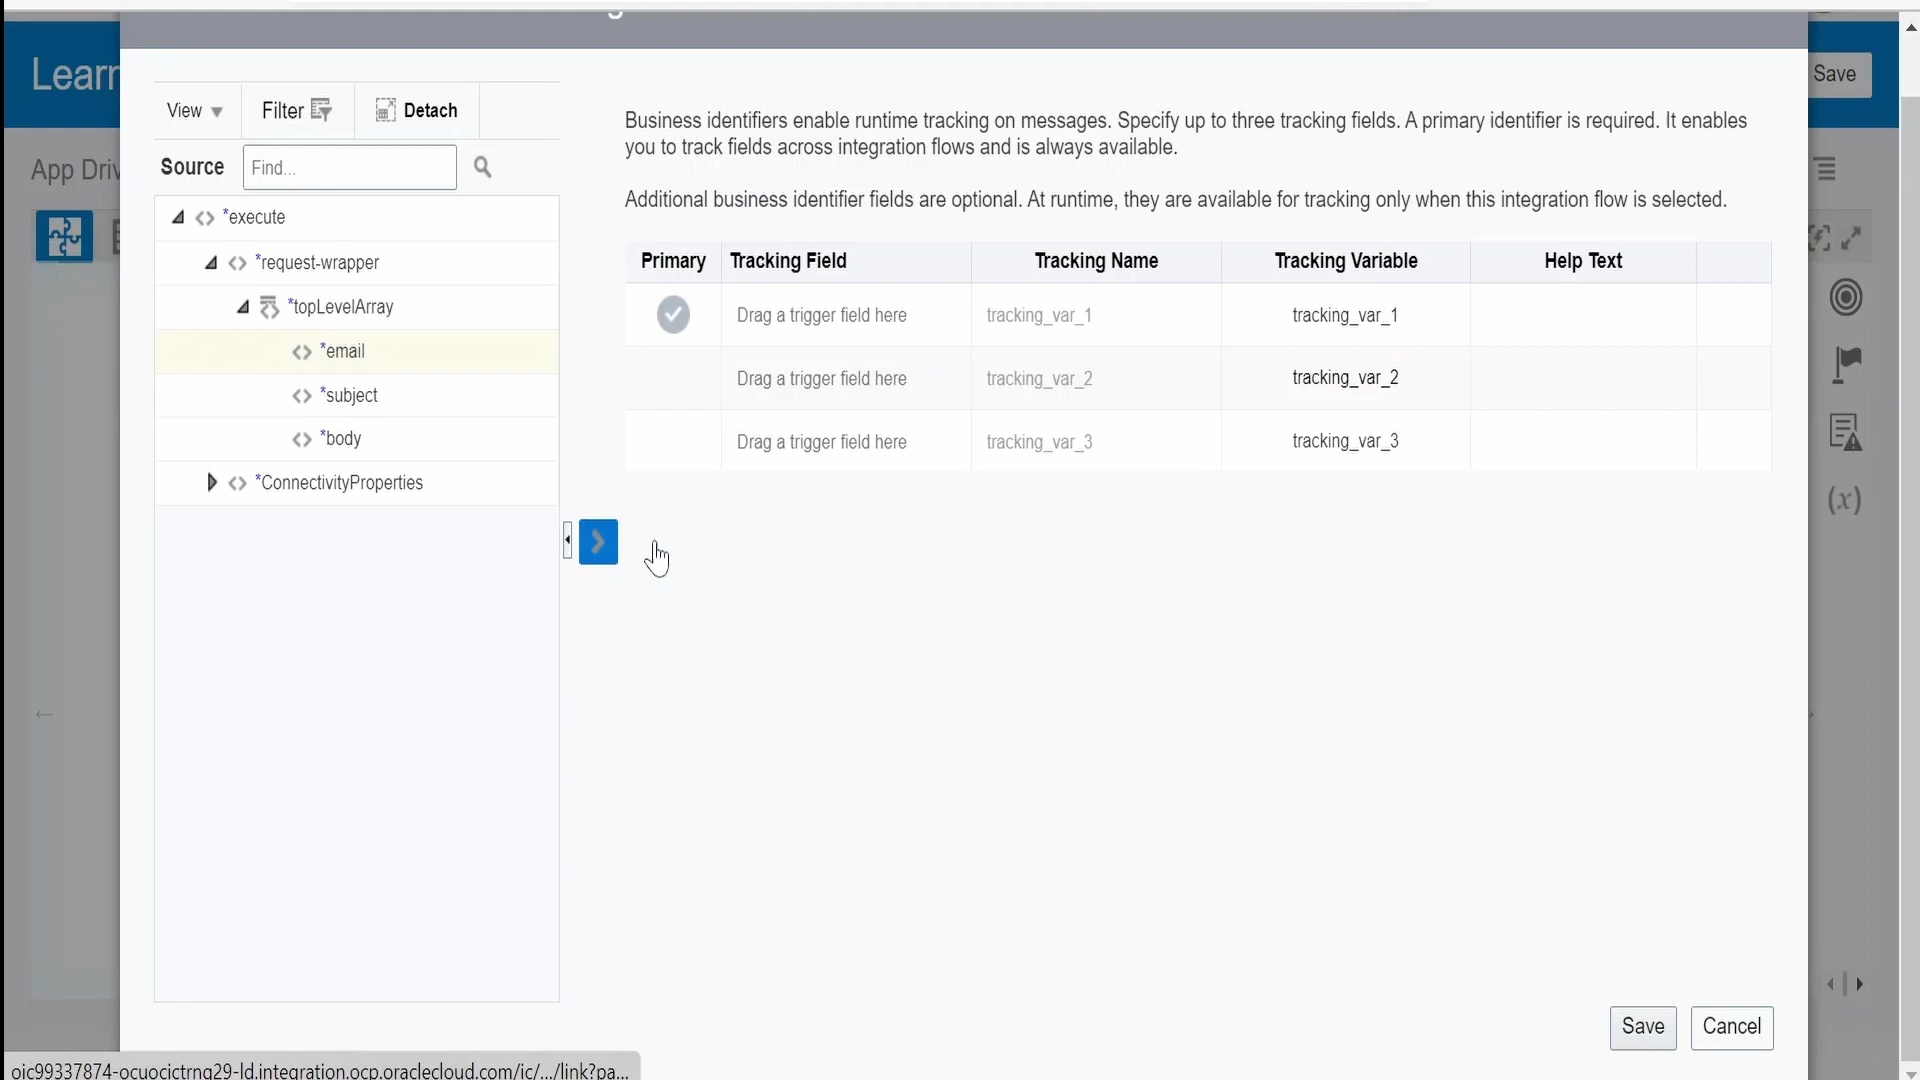 Learn
Save
App Driv
View
Filter
Detach
Source
Find...
*execute
*request-wrapper
*topLevelArray
*email
*subject
*body
*ConnectivityProperties
Business identifiers enable runtime tracking on messages. Specify up to three tracking fields. A primary identifier is required. It enables
you to track fields across integration flows and is always available.
Additional business identifier fields are optional. At runtime, they are available for tracking only when this integration flow is selected.
Primary Tracking Field Tracking Name Tracking Variable Help Text
Drag a trigger field here tracking_var_1 tracking_var_1
Drag a trigger field here tracking_var_2 tracking_var_2
Drag a trigger field here tracking_var_3 tracking_var_3
(x)
Save Cancel
oic99337874-ocuocictrng29-ld.integration.ocp.oraclecloud.com/ic/.../link?pa...